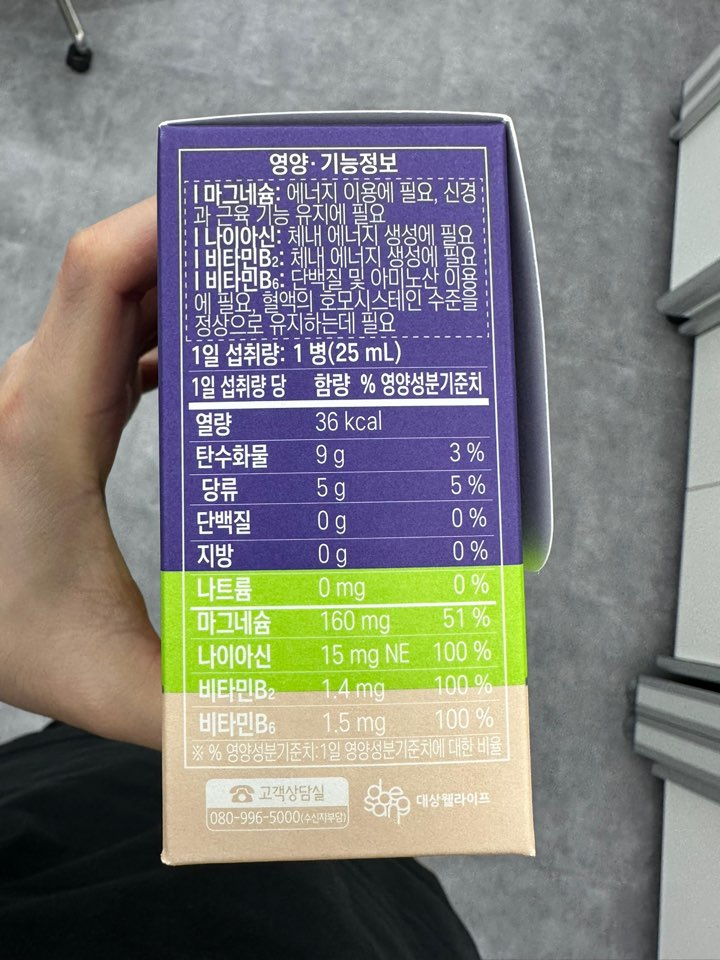 영양·기능정보
I 마그네슘: 에너지 이용에 필요, 신경
과 근육 기능 유지에 필요
I 나이아신: 체내 에너지 생성에 필요
I 비타민B₂: 체내 에너지 생성에 필요
I 비타민B₆: 단백질 및 아미노산 이용
에 필요, 혈액의 호모시스테인 수준을
정상으로 유지하는데 필요
1일 섭취량: 1 병(25 mL)
1일 섭취량 당 함량 % 영양성분기준치
열량 36 kcal
탄수화물 9 g 3 %
당류 5 g 5 %
단백질 0 g 0 %
지방 0 g 0 %
나트륨 0 mg 0 %
마그네슘 160 mg 51 %
나이아신 15 mg NE 100 %
비타민B₂ 1.4 mg 100 %
비타민B₆ 1.5 mg 100 %
※ % 영양성분기준치:1일 영양성분기준치에 대한 비율
☎ 고객상담실
080-996-5000(수신자부담)
대상웰라이프